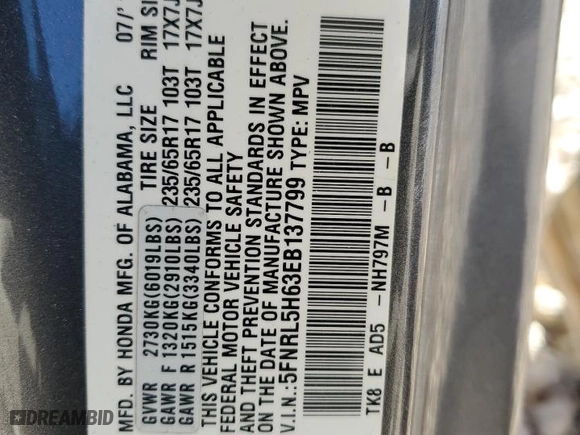 MFD. BY HONDA MFG. OF ALABAMA, LLC 07/
TIRE SIZE RIM SI
GVWR 2730KG(6019LBS)
GAWR F 1320KG(2910LBS) 235/65R17 103T 17X7J
GAWR R 1515KG(3340LBS) 235/65R17 103T 17X7J
THIS VEHICLE CONFORMS TO ALL APPLICABLE
FEDERAL MOTOR VEHICLE SAFETY
AND THEFT PREVENTION STANDARDS IN EFFECT
ON THE DATE OF MANUFACTURE SHOWN ABOVE.
V.I.N.:5FNRL5H63EB137799 TYPE: MPV
TK8 E AD5 -NH797M -B -B
DREAMBID